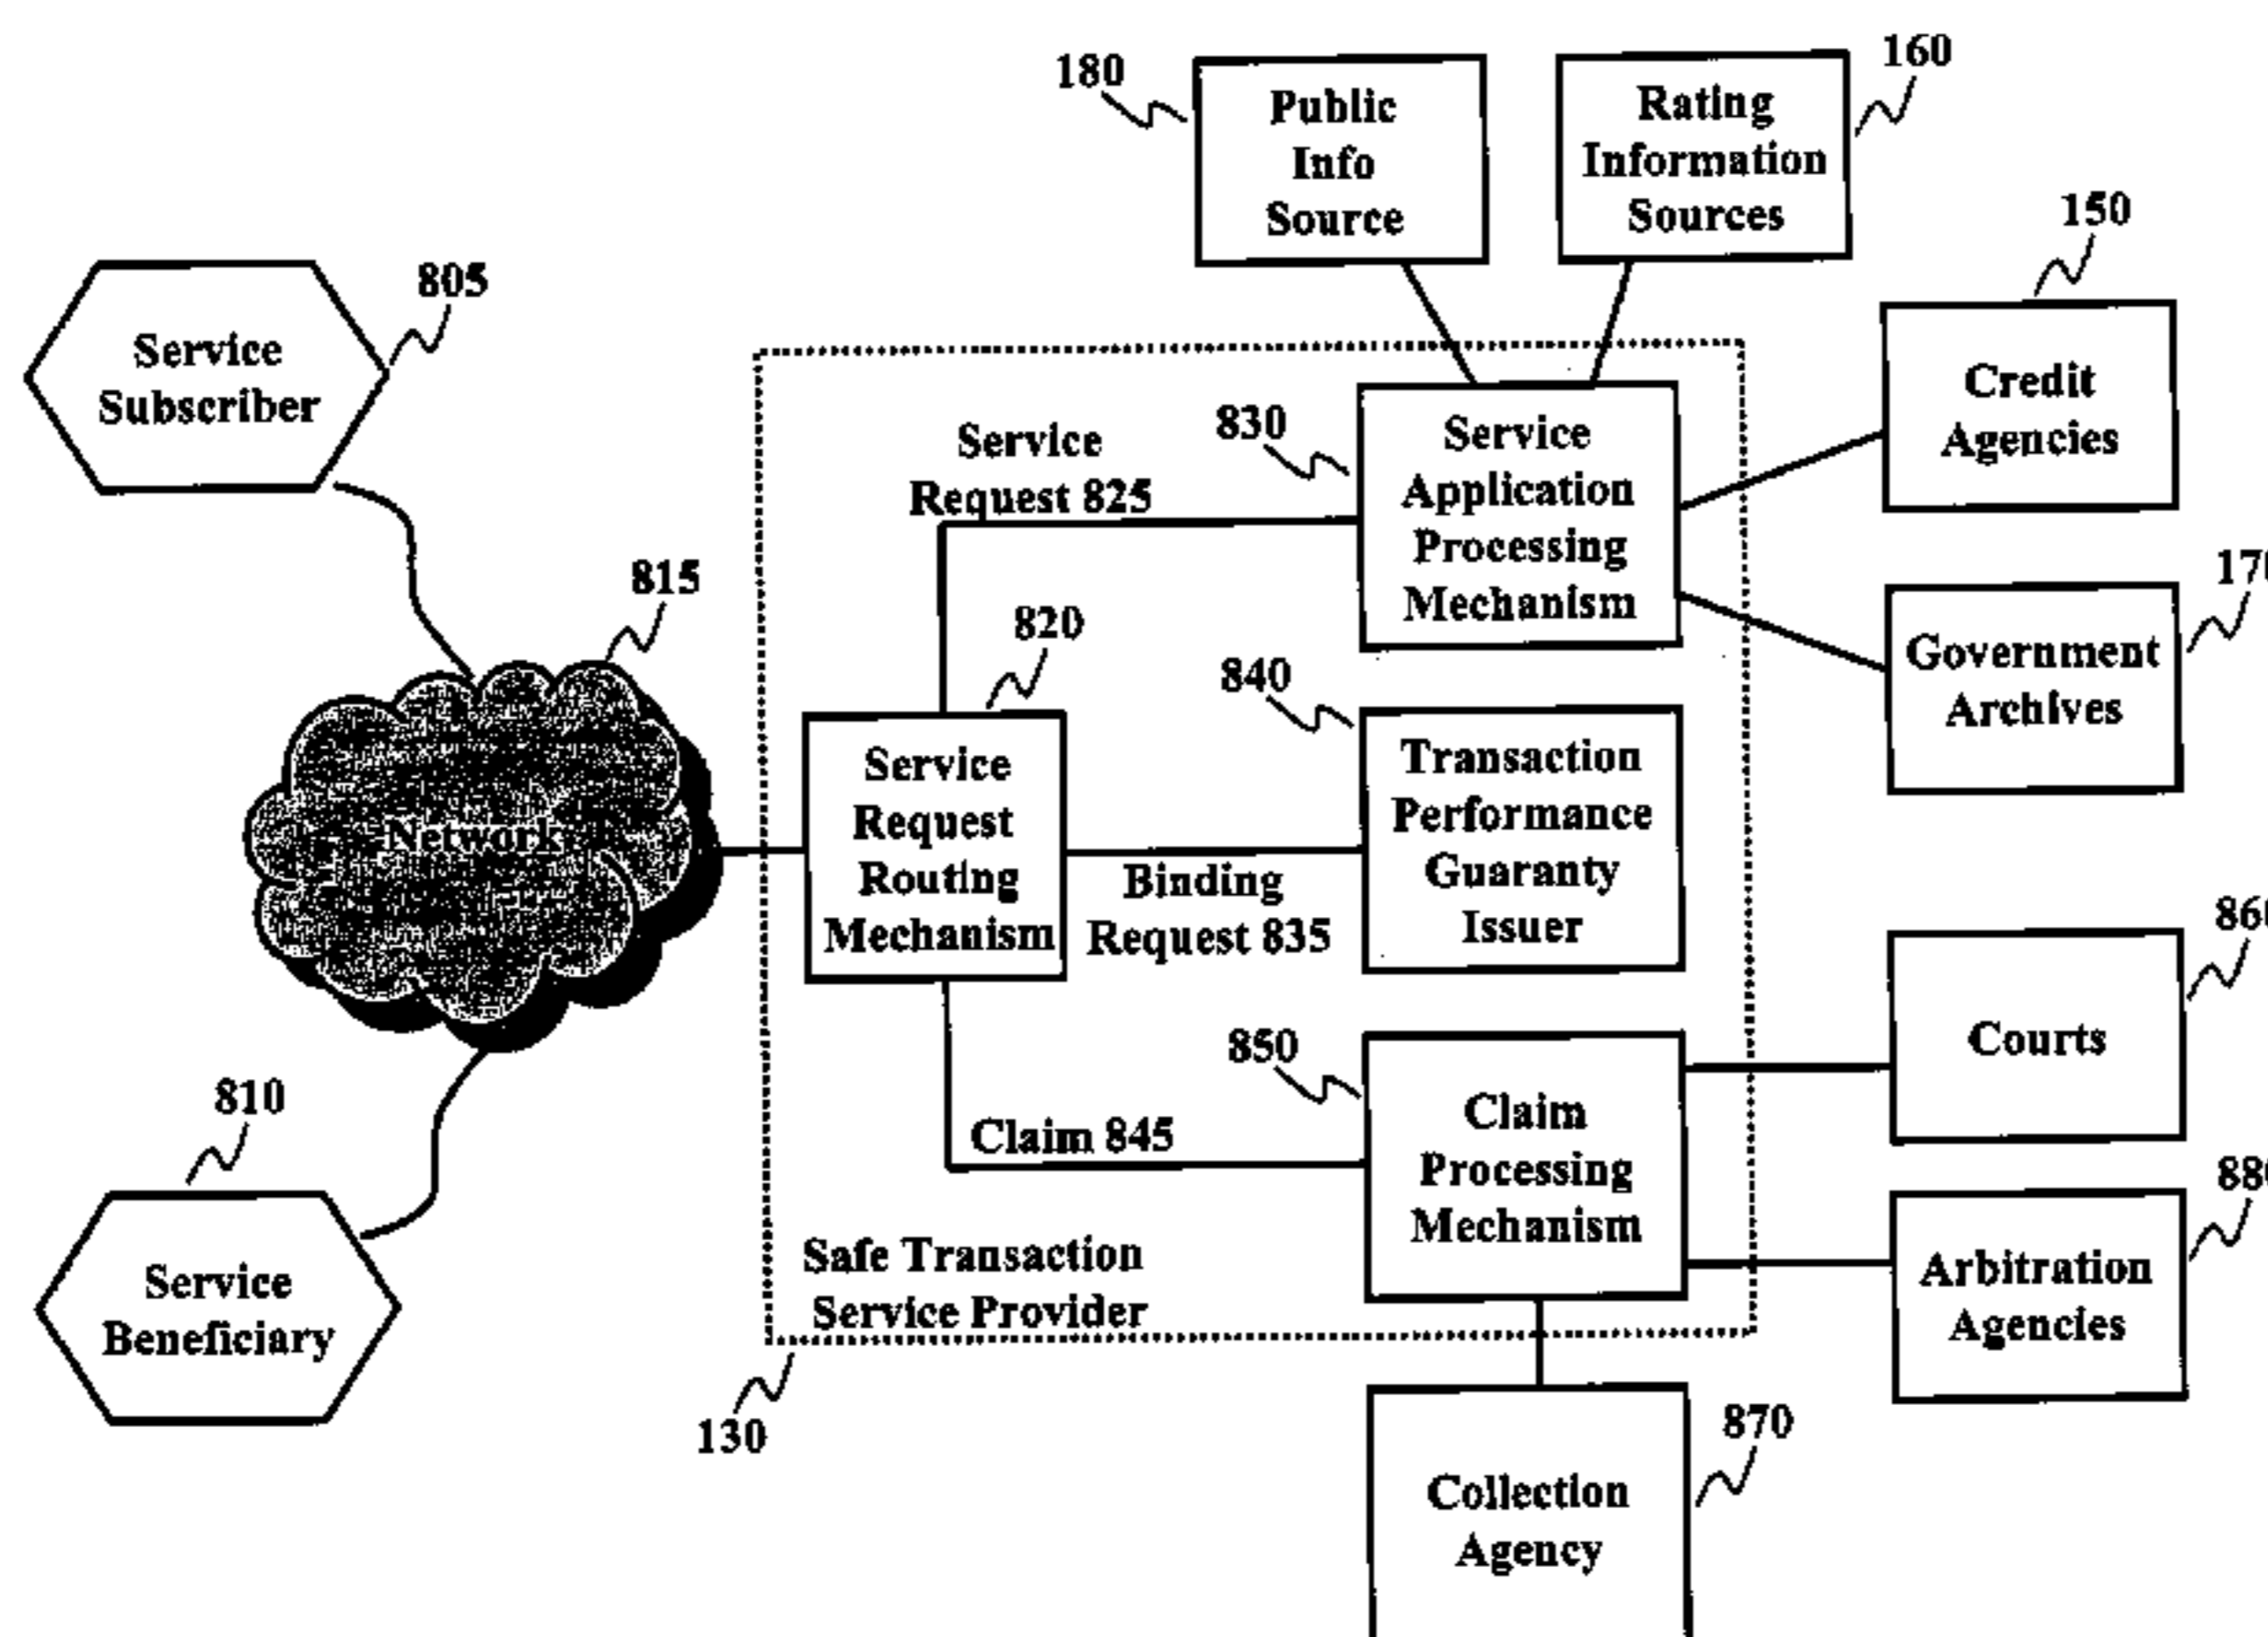 180
Public
Info
Source
160
Rating
Information
Sources
150
Credit
Agencies
805
Service
Subscriber
Service
Request 825
830
Service
Application
Processing
Mechanism
170
Government
Archives
815
Network
820
Service
Request
Routing
Mechanism
840
Transaction
Performance
Guaranty
Issuer
Binding
Request 835
860
Courts
850
Claim
Processing
Mechanism
Claim 845
810
Service
Beneficiary
880
Arbitration
Agencies
Safe Transaction
Service Provider
130
870
Collection
Agency